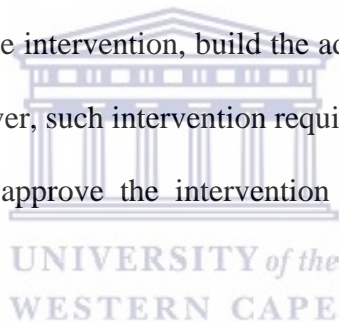 e intervention, build the ac
ver, such intervention requi
approve the intervention
UNIVERSITY of the
WESTERN CAPE